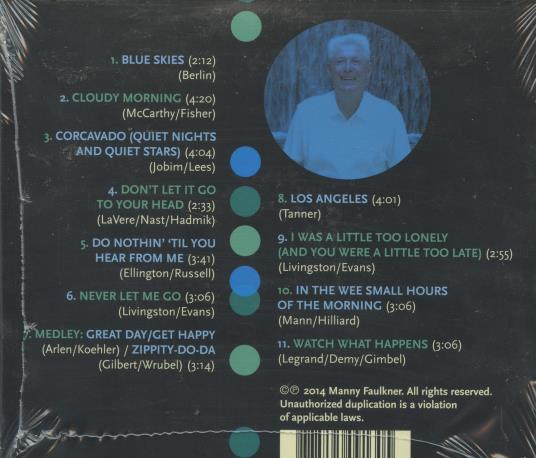 1. BLUE SKIES (2:12)
(Berlin)
2. CLOUDY MORNING (4:20)
(McCarthy/Fisher)
3. CORCAVADO (QUIET NIGHTS
AND QUIET STARS) (4:04)
(Jobim/Lees)
4. DON'T LET IT GO
TO YOUR HEAD (2:33)
(LaVere/Nast/Hadmik)
5. DO NOTHIN' 'TIL YOU
HEAR FROM ME (3:41)
(Ellington/Russell)
6. NEVER LET ME GO (3:06)
(Livingston/Evans)
7. MEDLEY: GREAT DAY/GET HAPPY
(Arlen/Koehler) / ZIPPITY-DO-DA
(Gilbert/Wrubel) (3:14)
8. LOS ANGELES (4:01)
(Tanner)
9. I WAS A LITTLE TOO LONELY
(AND YOU WERE A LITTLE TOO LATE) (2:55)
(Livingston/Evans)
10. IN THE WEE SMALL HOURS
OF THE MORNING (3:06)
(Mann/Hilliard)
11. WATCH WHAT HAPPENS (3:06)
(Legrand/Demy/Gimbel)
©℗ 2014 Manny Faulkner. All rights reserved.
Unauthorized duplication is a violation
of applicable laws.